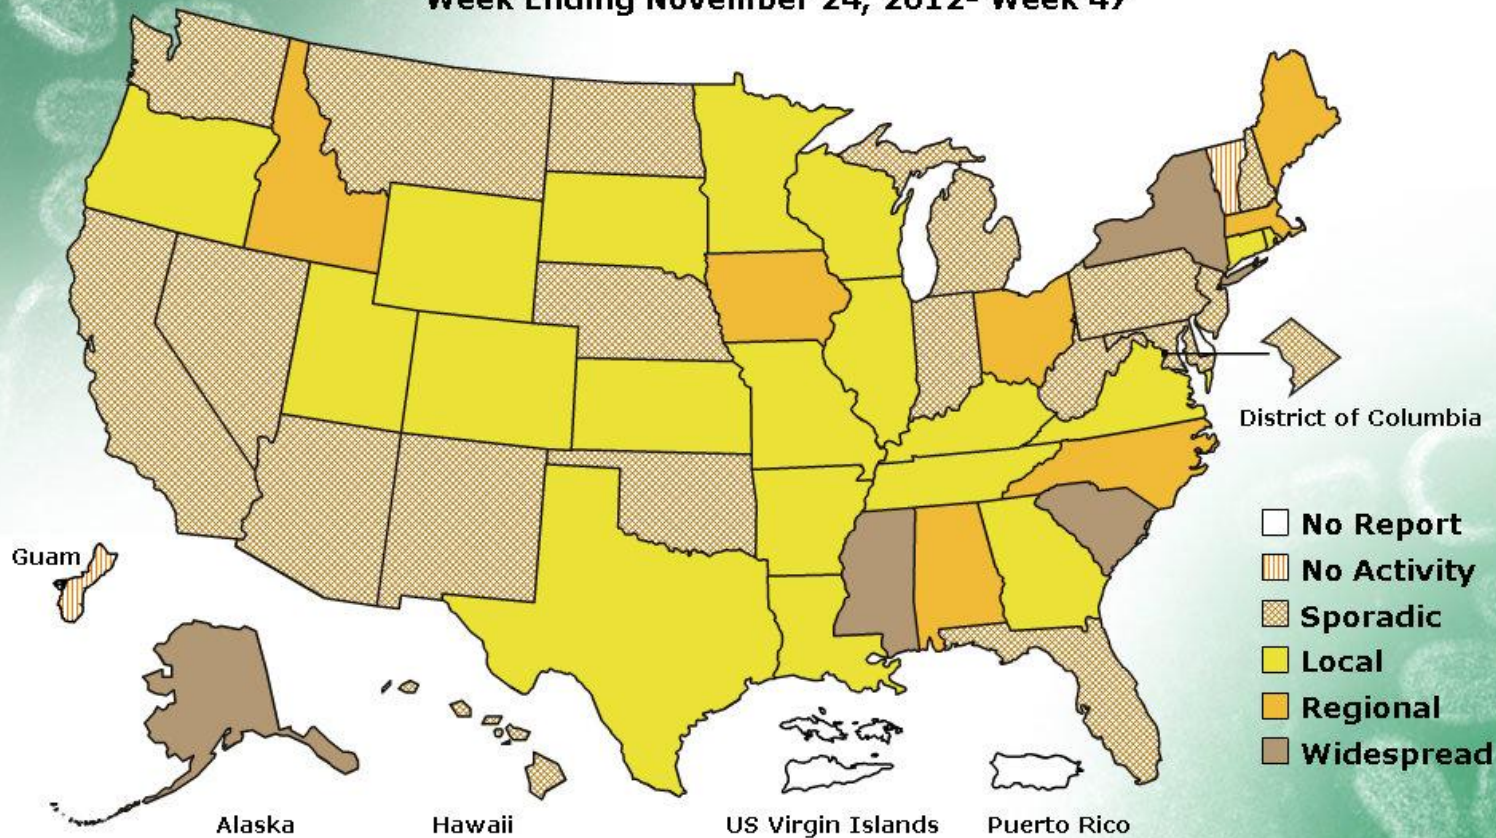 Week Ending November 24, 2012- Week 47
District of Columbia
No Report
Guam
No Activity
Sporadic
Local
Regional
Widespread
Alaska
Hawaii
US Virgin Islands
Puerto Rico